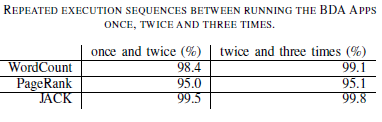 REPEATED EXECUTION SEQUENCES BETWEEN RUNNING THE BDA APPS
ONCE, TWICE AND THREE TIMES.
once and twice (%) twice and three times (%)
WordCount 98.4 99.1
PageRank 95.0 95.1
JACK 99.5 99.8